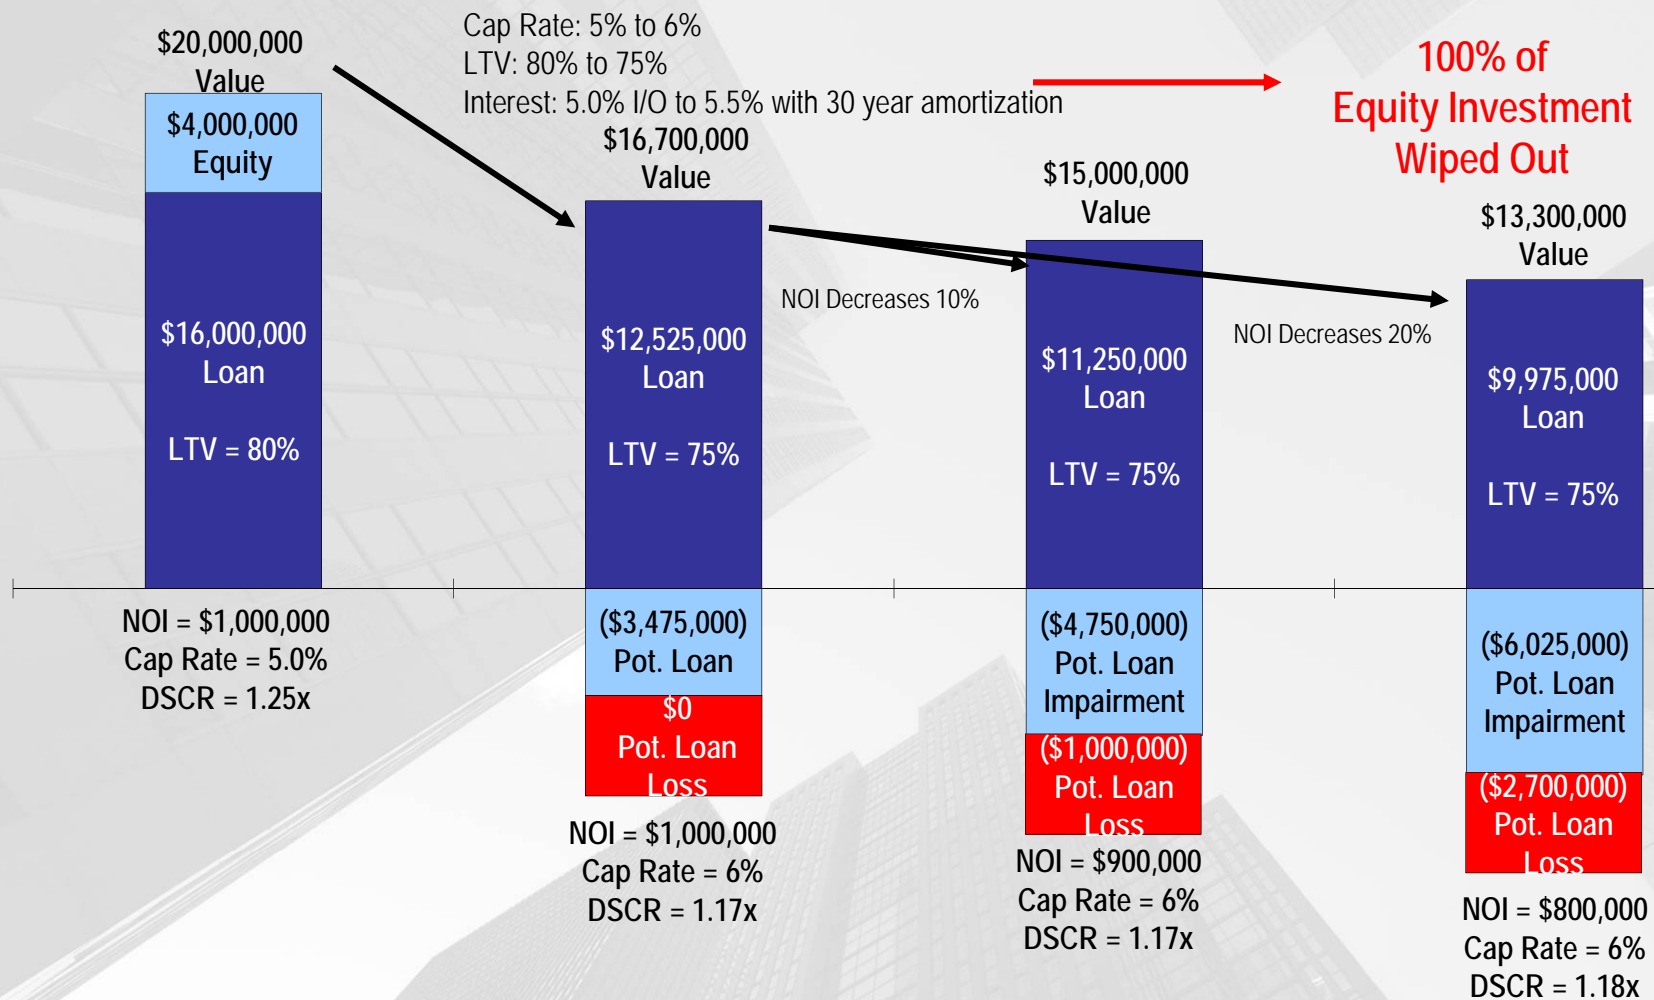 Cap Rate: 5% to 6%
LTV: 80% to 75%
Interest: 5.0% I/O to 5.5% with 30 year amortization
100% of
Equity Investment
Wiped Out
$20,000,000
Value
$4,000,000
Equity
$16,000,000
Loan
LTV = 80%
NOI = $1,000,000
Cap Rate = 5.0%
DSCR = 1.25x
$16,700,000
Value
$12,525,000
Loan
LTV = 75%
($3,475,000)
Pot. Loan
$0
Pot. Loan
Loss
NOI = $1,000,000
Cap Rate = 6%
DSCR = 1.17x
NOI Decreases 10%
$15,000,000
Value
$11,250,000
Loan
LTV = 75%
($4,750,000)
Pot. Loan
Impairment
($1,000,000)
Pot. Loan
Loss
NOI = $900,000
Cap Rate = 6%
DSCR = 1.17x
NOI Decreases 20%
$13,300,000
Value
$9,975,000
Loan
LTV = 75%
($6,025,000)
Pot. Loan
Impairment
($2,700,000)
Pot. Loan
Loss
NOI = $800,000
Cap Rate = 6%
DSCR = 1.18x